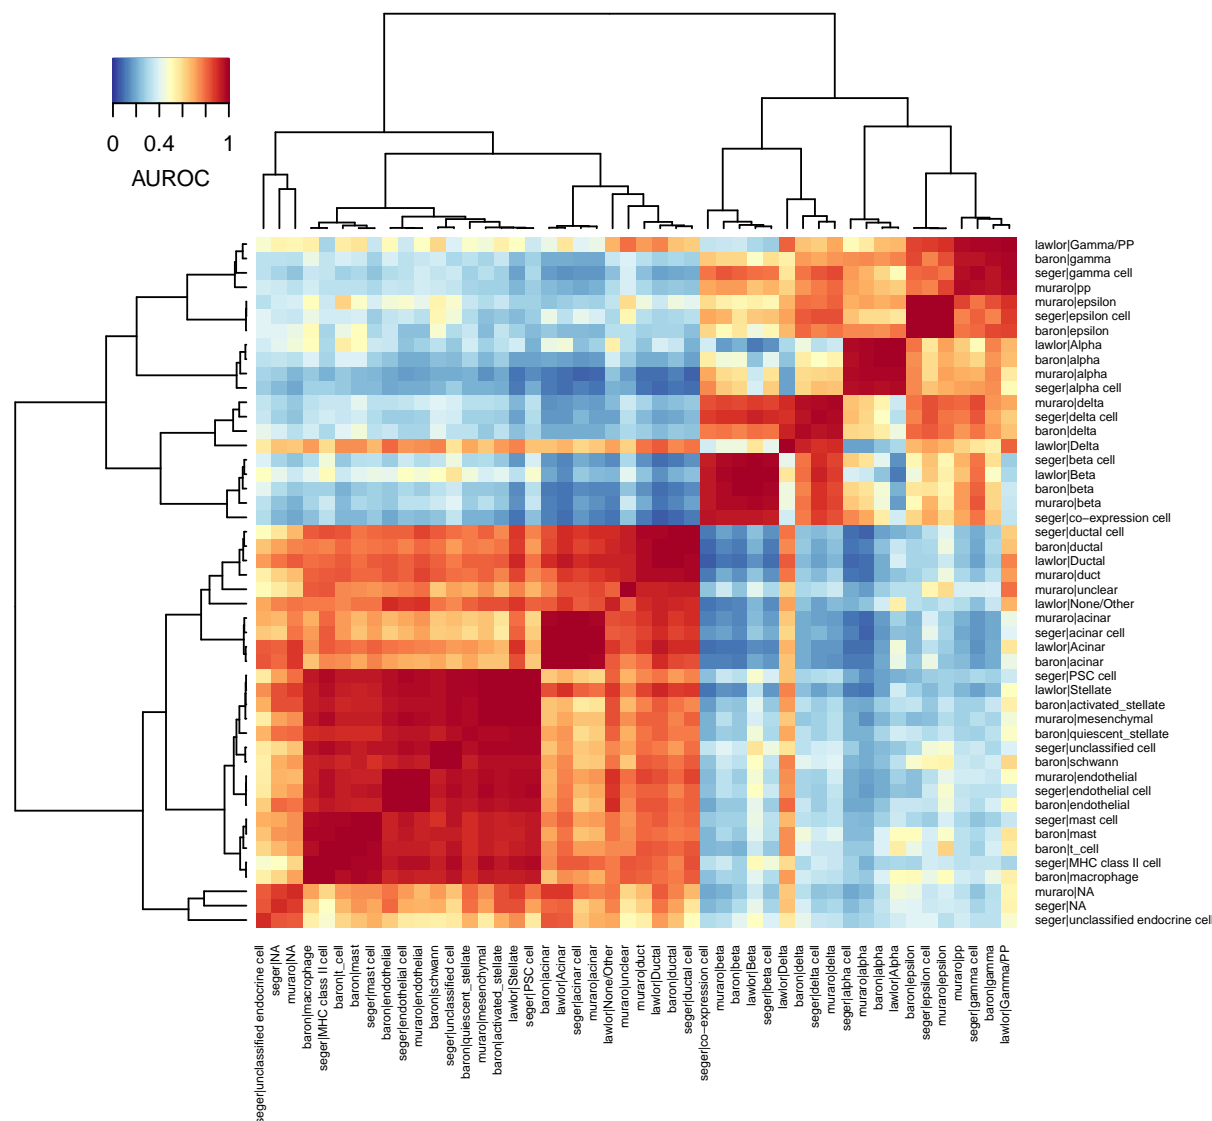 0 0.4 1
AUROC
lawlor|Gamma/PP
baron|gamma
seger|gamma cell
muraro|pp
muraro|epsilon
seger|epsilon cell
baron|epsilon
lawlor|Alpha
baron|alpha
muraro|alpha
seger|alpha cell
muraro|delta
seger|delta cell
baron|delta
lawlor|Delta
seger|beta cell
lawlor|Beta
baron|beta
muraro|beta
seger|co−expression cell
seger|ductal cell
baron|ductal
lawlor|Ductal
muraro|duct
muraro|unclear
lawlor|None/Other
muraro|acinar
seger|acinar cell
lawlor|Acinar
baron|acinar
seger|PSC cell
lawlor|Stellate
baron|activated_stellate
muraro|mesenchymal
baron|quiescent_stellate
seger|unclassified cell
baron|schwann
muraro|endothelial
seger|endothelial cell
baron|endothelial
seger|mast cell
baron|mast
baron|t_cell
seger|MHC class II cell
baron|macrophage
muraro|NA
seger|NA
seger|unclassified endocrine cell
seger|unclassified endocrine cell
seger|NA
muraro|NA
baron|macrophage
seger|MHC class II cell
baron|t_cell
baron|mast
seger|mast cell
baron|endothelial
seger|endothelial cell
muraro|endothelial
baron|schwann
seger|unclassified cell
baron|quiescent_stellate
muraro|mesenchymal
baron|activated_stellate
lawlor|Stellate
seger|PSC cell
baron|acinar
lawlor|Acinar
seger|acinar cell
muraro|acinar
lawlor|None/Other
muraro|unclear
muraro|duct
lawlor|Ductal
baron|ductal
seger|ductal cell
seger|co−expression cell
muraro|beta
baron|beta
lawlor|Beta
seger|beta cell
lawlor|Delta
baron|delta
seger|delta cell
muraro|delta
seger|alpha cell
muraro|alpha
baron|alpha
lawlor|Alpha
baron|epsilon
seger|epsilon cell
muraro|epsilon
muraro|pp
seger|gamma cell
baron|gamma
lawlor|Gamma/PP